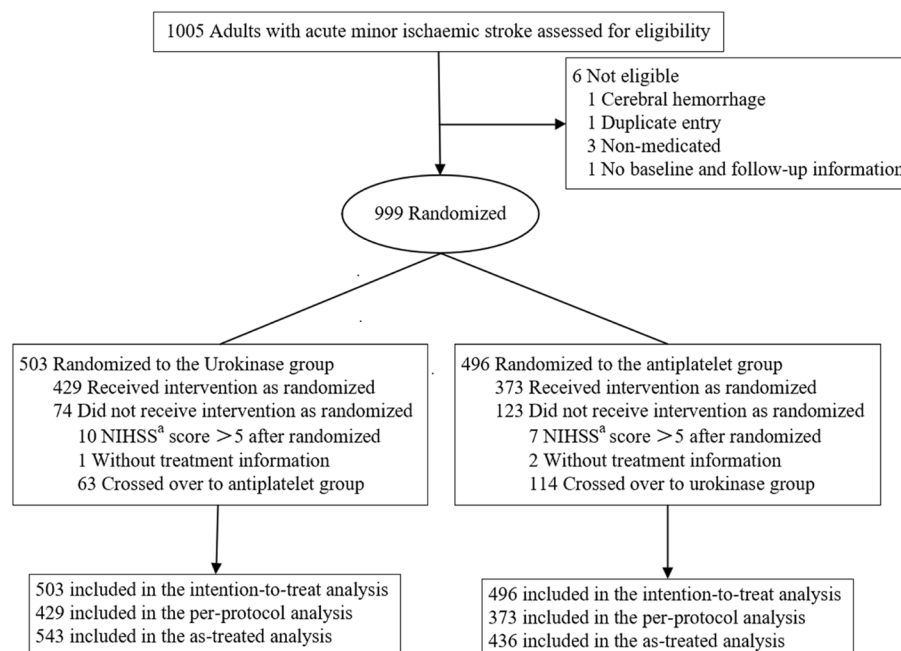 1005 Adults with acute minor ischaemic stroke assessed for eligibility
6 Not eligible
1 Cerebral hemorrhage
1 Duplicate entry
3 Non-medicated
1 No baseline and follow-up information
999 Randomized
503 Randomized to the Urokinase group
429 Received intervention as randomized
74 Did not receive intervention as randomized
10 NIHSSᵃ score >5 after randomized
1 Without treatment information
63 Crossed over to antiplatelet group
496 Randomized to the antiplatelet group
373 Received intervention as randomized
123 Did not receive intervention as randomized
7 NIHSSᵃ score >5 after randomized
2 Without treatment information
114 Crossed over to urokinase group
503 included in the intention-to-treat analysis
429 included in the per-protocol analysis
543 included in the as-treated analysis
496 included in the intention-to-treat analysis
373 included in the per-protocol analysis
436 included in the as-treated analysis